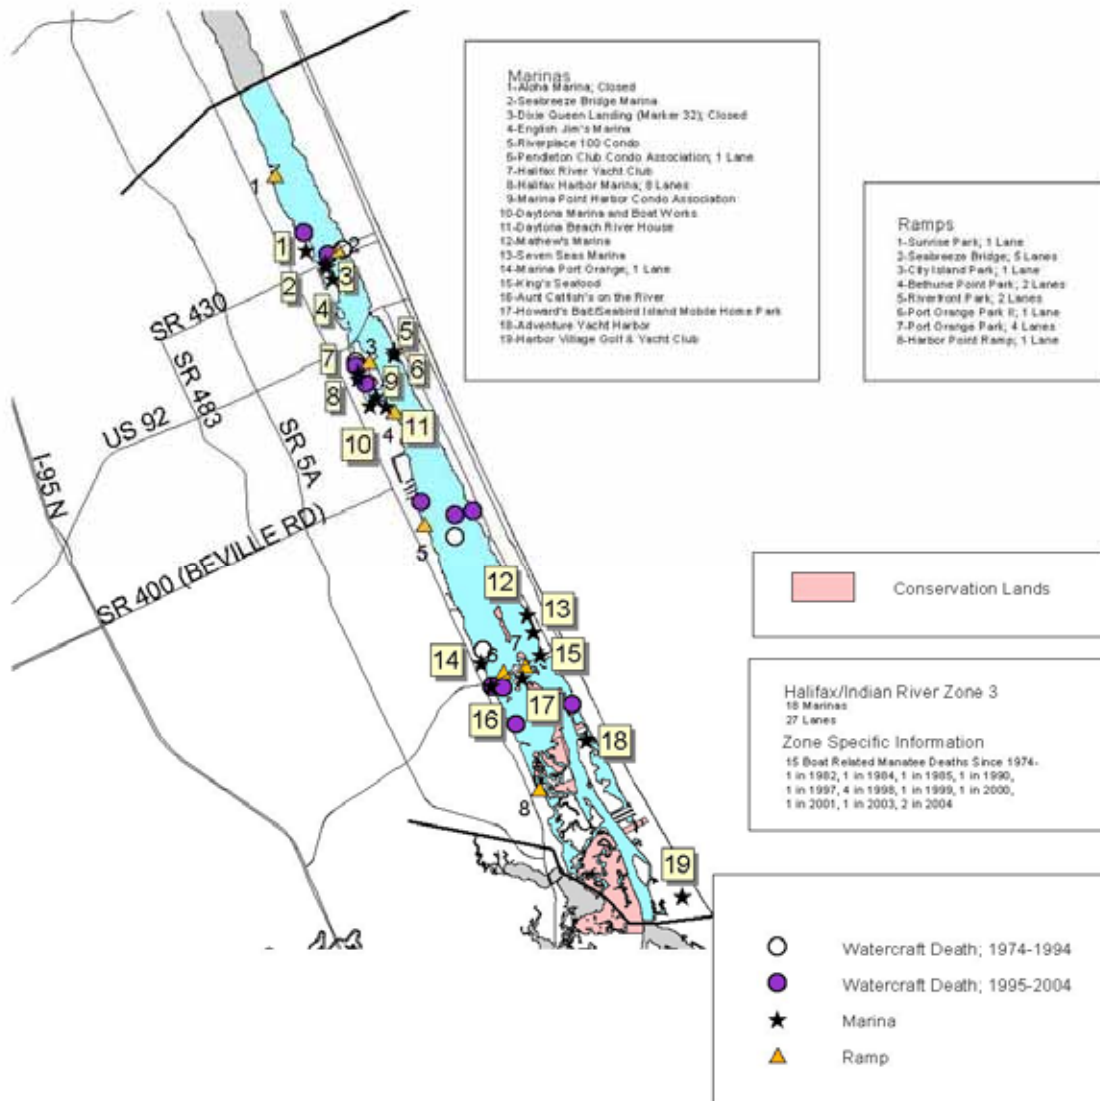 Marinas
1-Aloha Marina; Closed
2-Seabreeze Bridge Marina
3-Dixie Queen Landing (Marker 32); Closed
4-English Jim's Marina
5-Riverplace 100 Condo
6-Pendleton Club Condo Association; 1 Lane
7-Halifax River Yacht Club
8-Halifax Harbor Marina; 8 Lanes
9-Marina Point Harbor Condo Association
10-Daytona Marina and Boat Works
11-Daytona Beach River House
12-Mathew's Marina
13-Seven Seas Marina
14-Marina Port Orange; 1 Lane
15-King's Seafood
16-Aunt Catfish's on the River
17-Howard's Bait/Seabird Island Mobile Home Park
18-Adventure Yacht Harbor
19-Harbor Village Golf & Yacht Club
Ramps
1-Sunrise Park; 1 Lane
2-Seabreeze Bridge; 5 Lanes
3-City Island Park; 1 Lane
4-Bethune Point Park; 2 Lanes
5-Riverfront Park; 2 Lanes
6-Port Orange Park II; 1 Lane
7-Port Orange Park; 4 Lanes
8-Harbor Point Ramp; 1 Lane
1
1
2
2
3
4
SR 430
5
3
7
6
9
8
SR 483
US 92
11
4
10
SR 5A
I-95 N
5
SR 400 (BEVILLE RD)
12
13
7
15
14
6
17
16
18
8
19
Conservation Lands
Halifax/Indian River Zone 3
18 Marinas
27 Lanes
Zone Specific Information
15 Boat Related Manatee Deaths Since 1974-
1 in 1982, 1 in 1984, 1 in 1985, 1 in 1990,
1 in 1997, 4 in 1998, 1 in 1999, 1 in 2000,
1 in 2001, 1 in 2003, 2 in 2004
Watercraft Death; 1974-1994
Watercraft Death; 1995-2004
Marina
Ramp